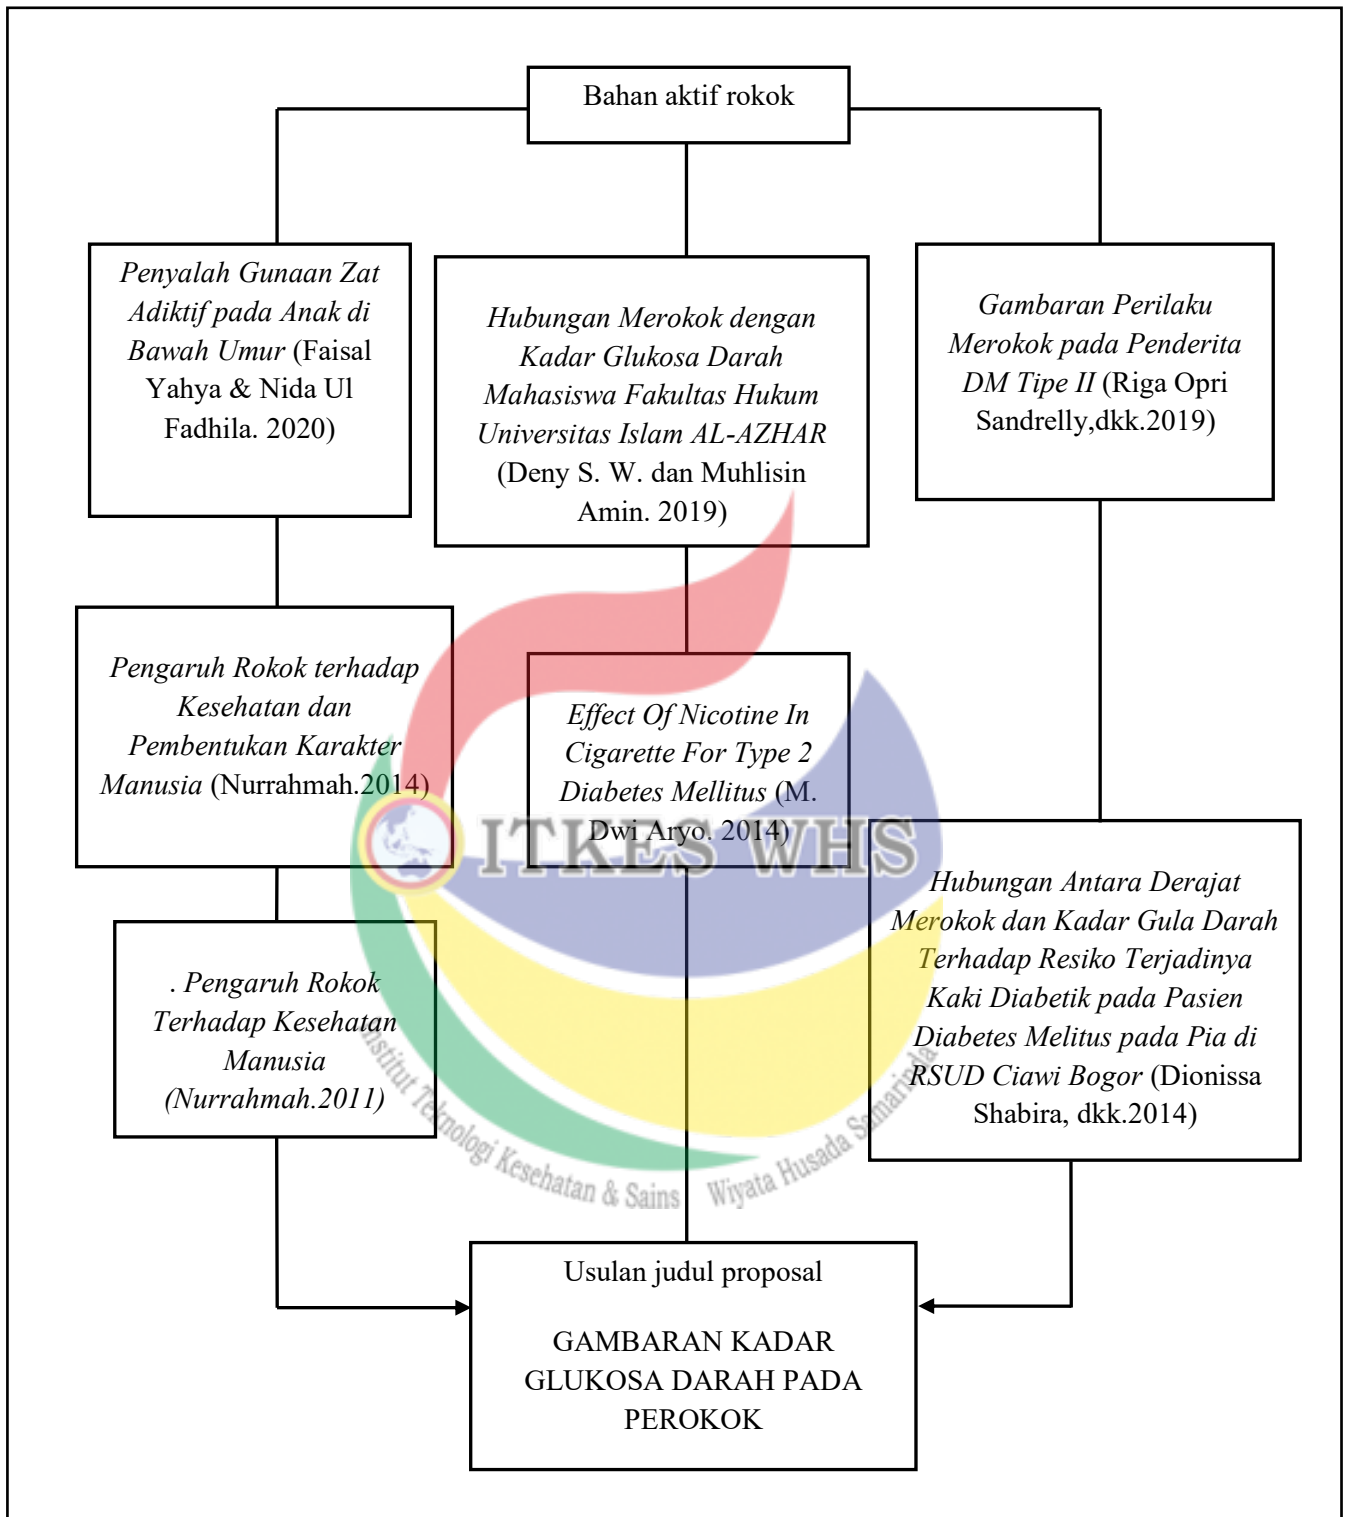 Bahan aktif rokok
Penyalah Gunaan Zat
Adiktif pada Anak di
Bawah Umur (Faisal
Yahya & Nida Ul
Fadhila. 2020)
Hubungan Merokok dengan
Kadar Glukosa Darah
Mahasiswa Fakultas Hukum
Universitas Islam AL-AZHAR
(Deny S. W. dan Muhlisin
Amin. 2019)
Gambaran Perilaku
Merokok pada Penderita
DM Tipe II (Riga Opri
Sandrelly,dkk.2019)
Pengaruh Rokok terhadap
Kesehatan dan
Pembentukan Karakter
Manusia (Nurrahmah.2014)
Effect Of Nicotine In
Cigarette For Type 2
Diabetes Mellitus (M.
Dwi Aryo. 2014)
Hubungan Antara Derajat
Merokok dan Kadar Gula Darah
Terhadap Resiko Terjadinya
Kaki Diabetik pada Pasien
Diabetes Melitus pada Pia di
RSUD Ciawi Bogor (Dionissa
Shabira, dkk.2014)
. Pengaruh Rokok
Terhadap Kesehatan
Manusia
(Nurrahmah.2011)
ITKES WHS
Institut Teknologi Kesehatan & Sains Wiyata Husada Samarinda
Usulan judul proposal
GAMBARAN KADAR
GLUKOSA DARAH PADA
PEROKOK